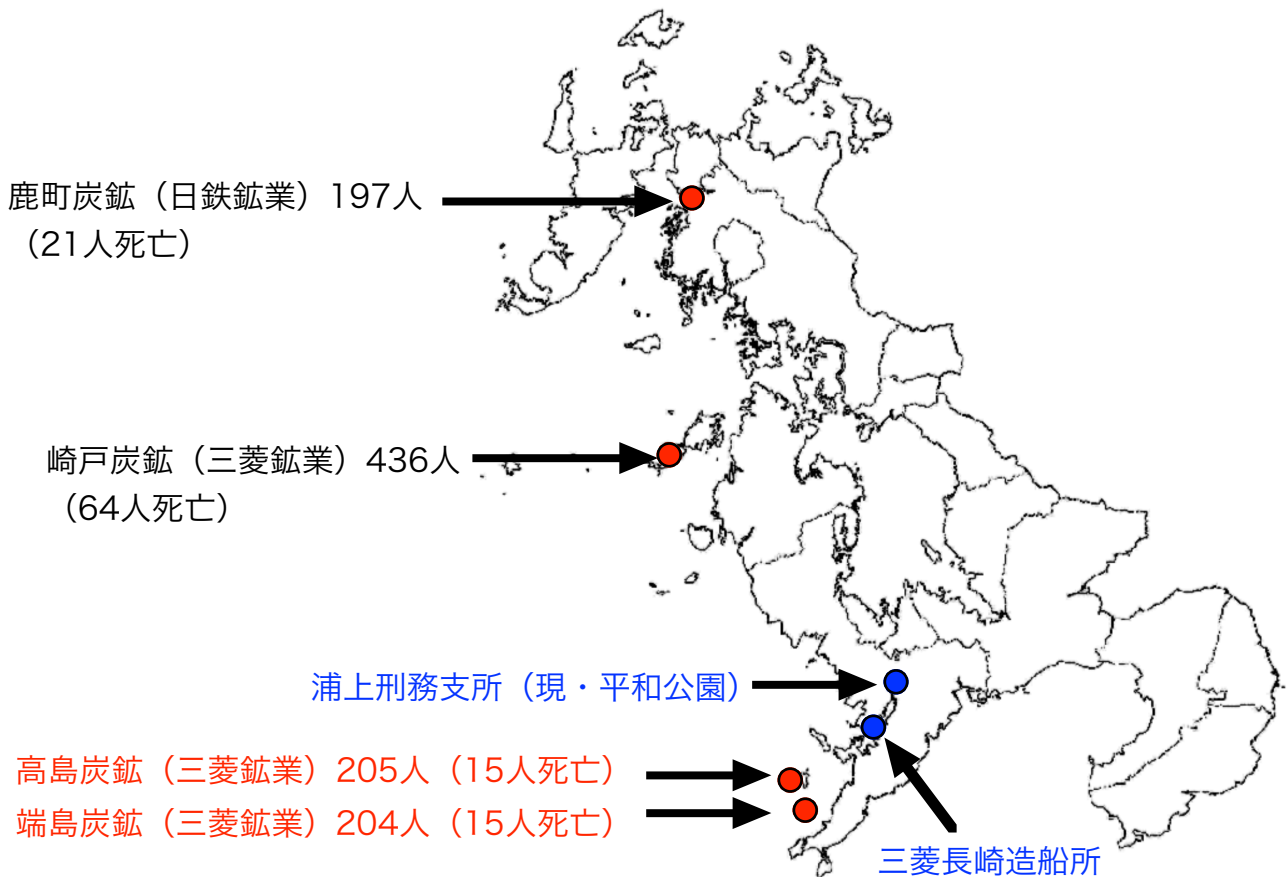 鹿町炭鉱（日鉄鉱業）197人
（21人死亡）
崎戸炭鉱（三菱鉱業）436人
（64人死亡）
浦上刑務支所（現・平和公園）
高島炭鉱（三菱鉱業）205人（15人死亡）
端島炭鉱（三菱鉱業）204人（15人死亡）
三菱長崎造船所